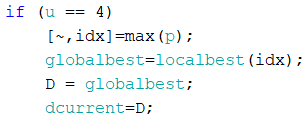 if (u == 4)
[~,idx]=max(p);
globalbest=localbest(idx);
D = globalbest;
dcurrent=D;